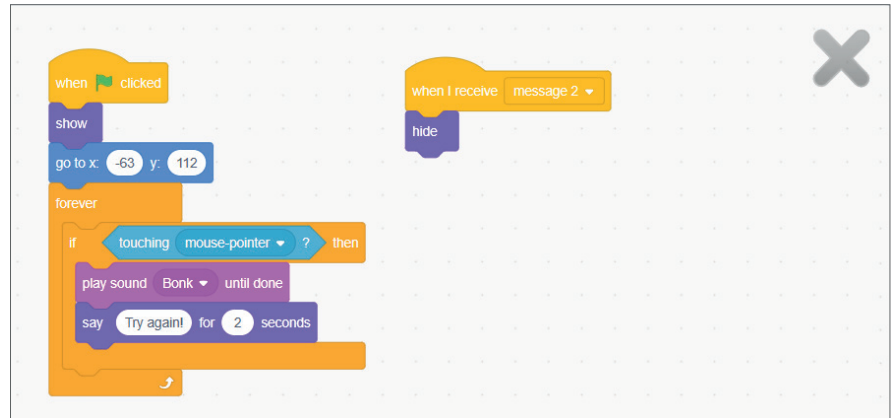 when clicked
show
go to x: -63 y: 112
forever
if touching mouse-pointer ? then
play sound Bonk until done
say Try again! for 2 seconds
when I receive message 2
hide